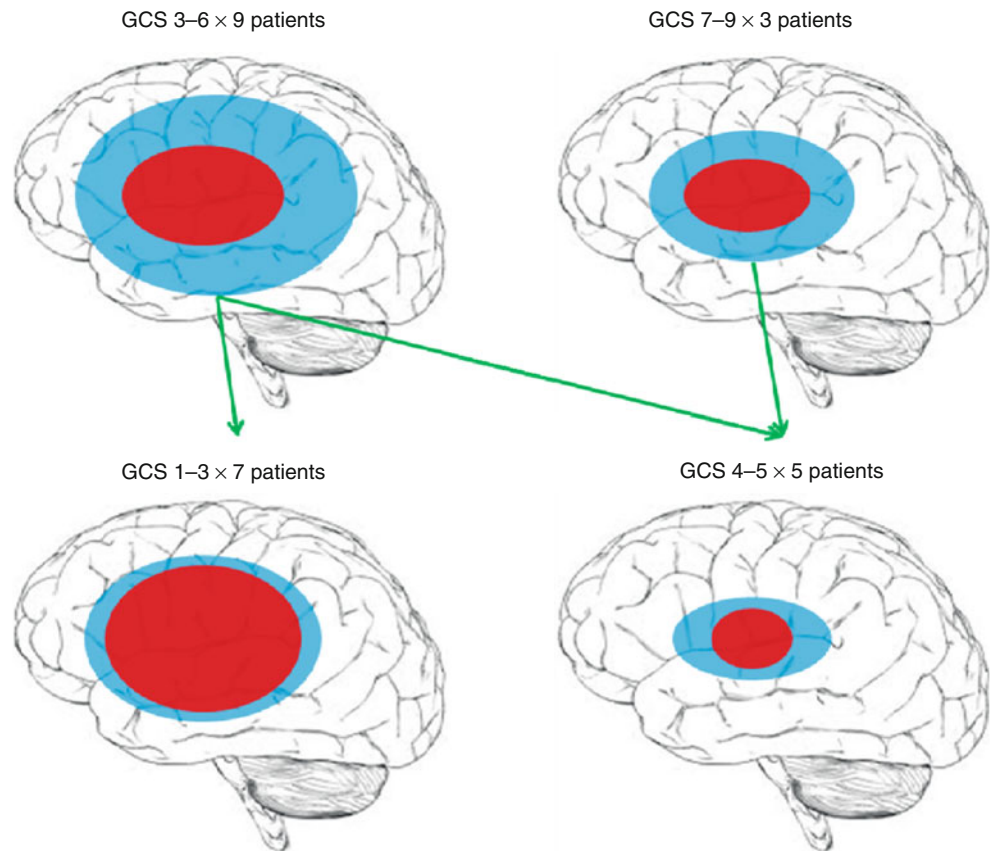 GCS 3–6 × 9 patients
GCS 7–9 × 3 patients
GCS 1–3 × 7 patients
GCS 4–5 × 5 patients